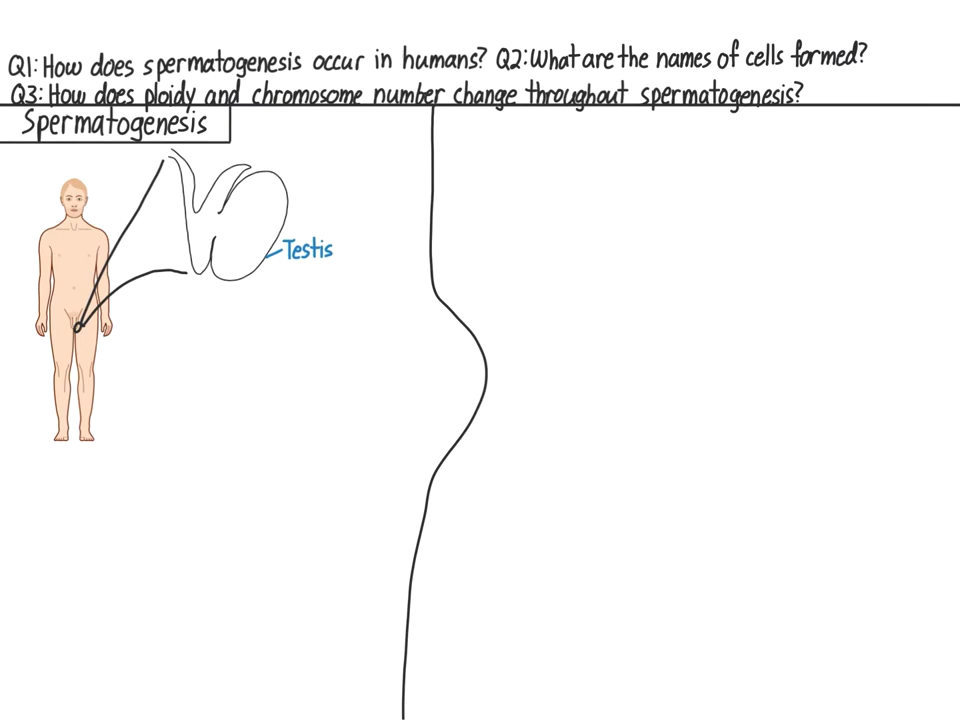 Q1: How does spermatogenesis occur in humans? Q2: What are the names of cells formed?
Q3: How does ploidy and chromosome number change throughout spermatogenesis?
Spermatogenesis
Testis